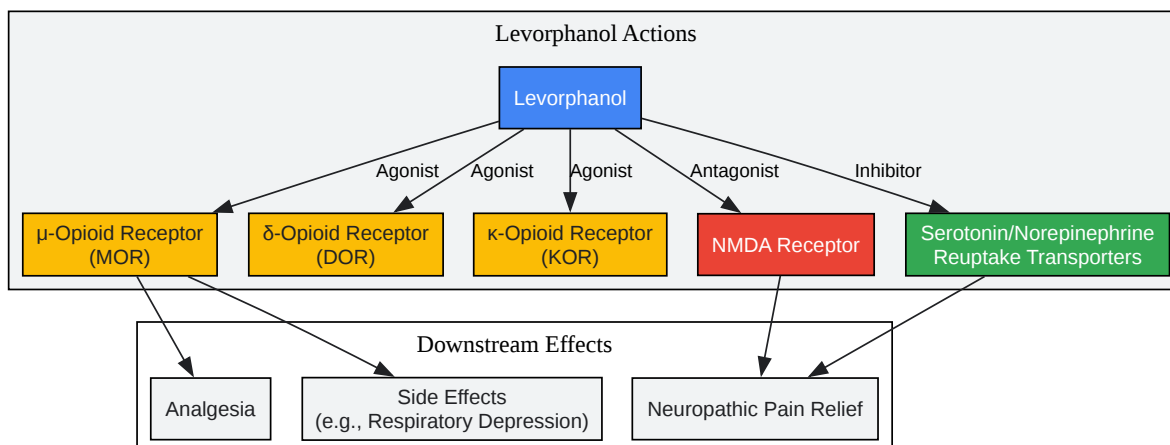 Levorphanol Actions
Levorphanol
Agonist
Agonist
Agonist
Antagonist
Inhibitor
μ-Opioid Receptor
(MOR)
δ-Opioid Receptor
(DOR)
κ-Opioid Receptor
(KOR)
NMDA Receptor
Serotonin/Norepinephrine
Reuptake Transporters
Downstream Effects
Analgesia
Side Effects
(e.g., Respiratory Depression)
Neuropathic Pain Relief